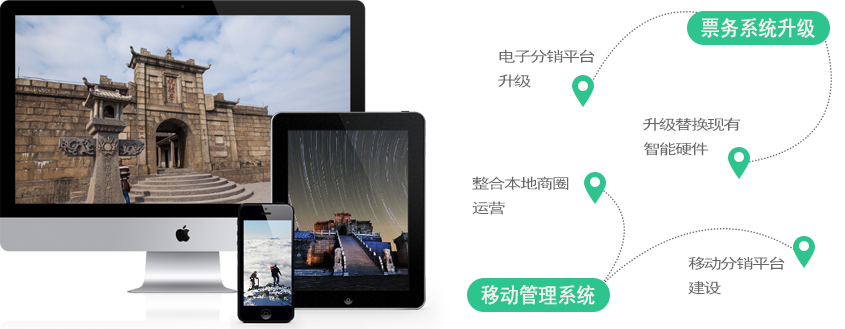 票务系统升级
电子分销平台
升级
升级替换现有
智能硬件
整合本地商圈
运营
移动分销平台
建设
移动管理系统